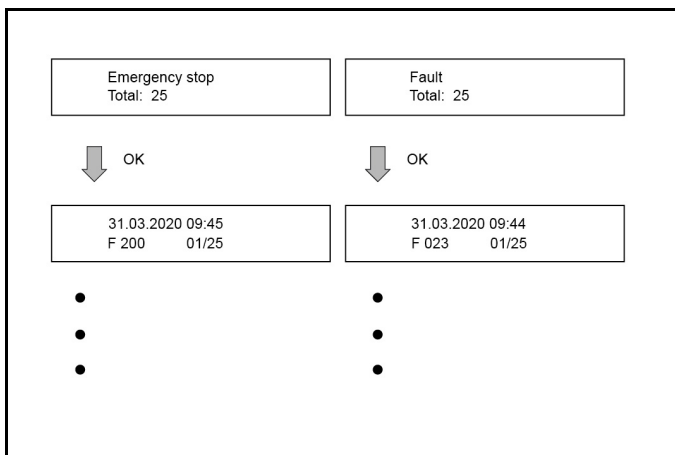 Emergency stop
Total: 25
OK
31.03.2020 09:45
F 200 01/25
Fault
Total: 25
OK
31.03.2020 09:44
F 023 01/25